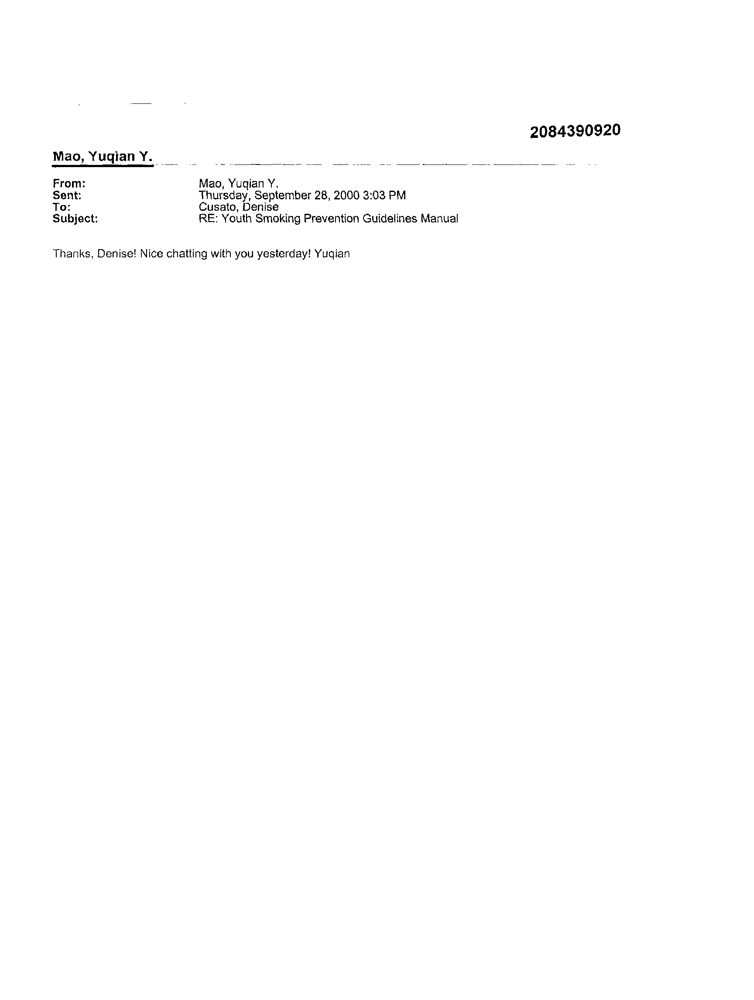 2084390920
Mao, Yuqian Y.
From: Mao, Yuqian Y.
Sent: Thursday, September 28, 2000 3:03 PM
To: Cusato, Denise
Subject: RE: Youth Smoking Prevention Guidelines Manual
Thanks, Denise! Nice chatting with you yesterday! Yuqian